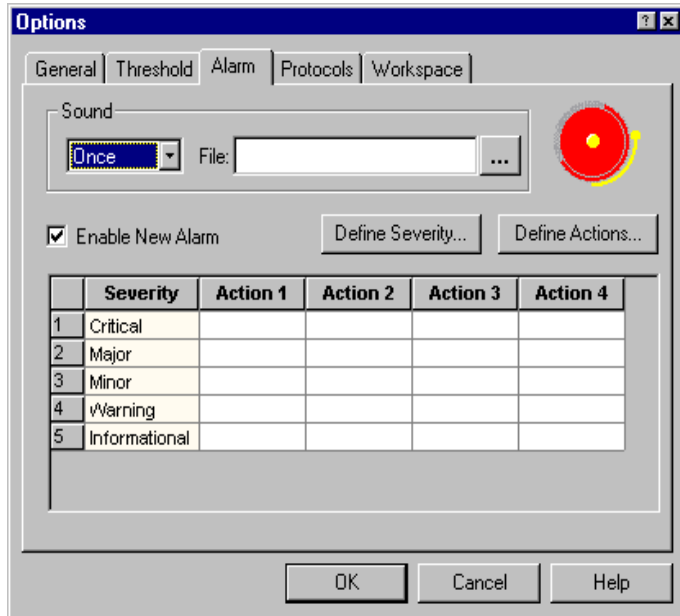 Options
General Threshold Alarm Protocols Workspace
Sound
Once File: ...
Enable New Alarm Define Severity... Define Actions...
Severity Action 1 Action 2 Action 3 Action 4
1 Critical
2 Major
3 Minor
4 Warning
5 Informational
OK Cancel Help